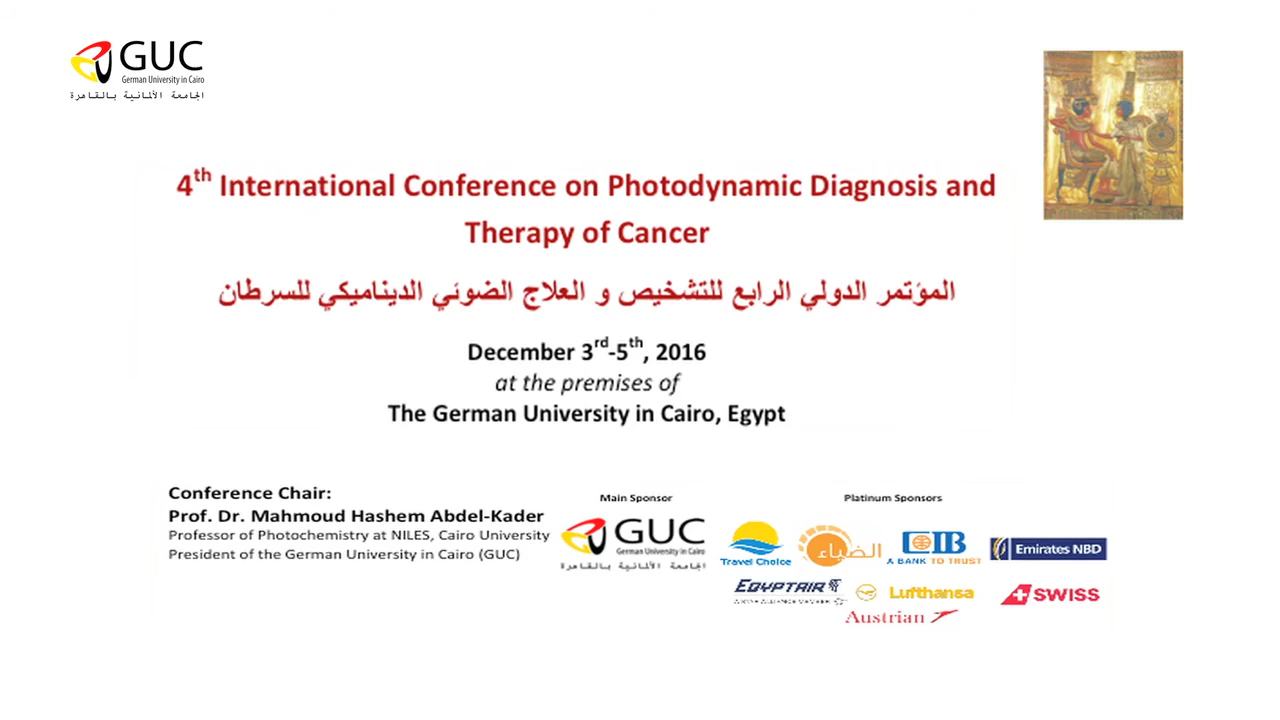 GUC
German University in Cairo
الجامعة الألمانية بالقاهرة
4th International Conference on Photodynamic Diagnosis and
Therapy of Cancer
المؤتمر الدولي الرابع للتشخيص و العلاج الضوئي الديناميكي للسرطان
December 3rd-5th, 2016
at the premises of
The German University in Cairo, Egypt
Conference Chair:
Prof. Dr. Mahmoud Hashem Abdel-Kader
Professor of Photochemistry at NILES, Cairo University
President of the German University in Cairo (GUC)
Main Sponsor
GUC
German University in Cairo
الجامعة الألمانية بالقاهرة
Platinum Sponsors
Travel Choice
الضياء
CIB
A BANK TO TRUST
Emirates NBD
EGYPTAIR
A STAR ALLIANCE MEMBER
Lufthansa
SWISS
Austrian